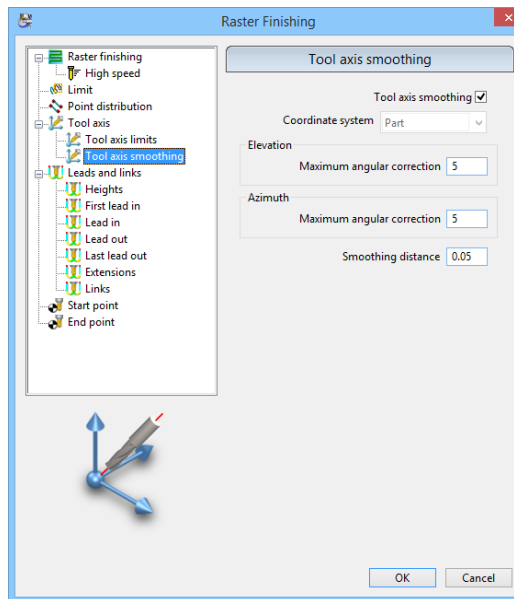 Raster Finishing
Raster finishing
High speed
Limit
Point distribution
Tool axis
Tool axis limits
Tool axis smoothing
Leads and links
Heights
First lead in
Lead in
Lead out
Last lead out
Extensions
Links
Start point
End point
Tool axis smoothing
Tool axis smoothing
Coordinate system Part
Elevation
Maximum angular correction 5
Azimuth
Maximum angular correction 5
Smoothing distance 0.05
OK Cancel